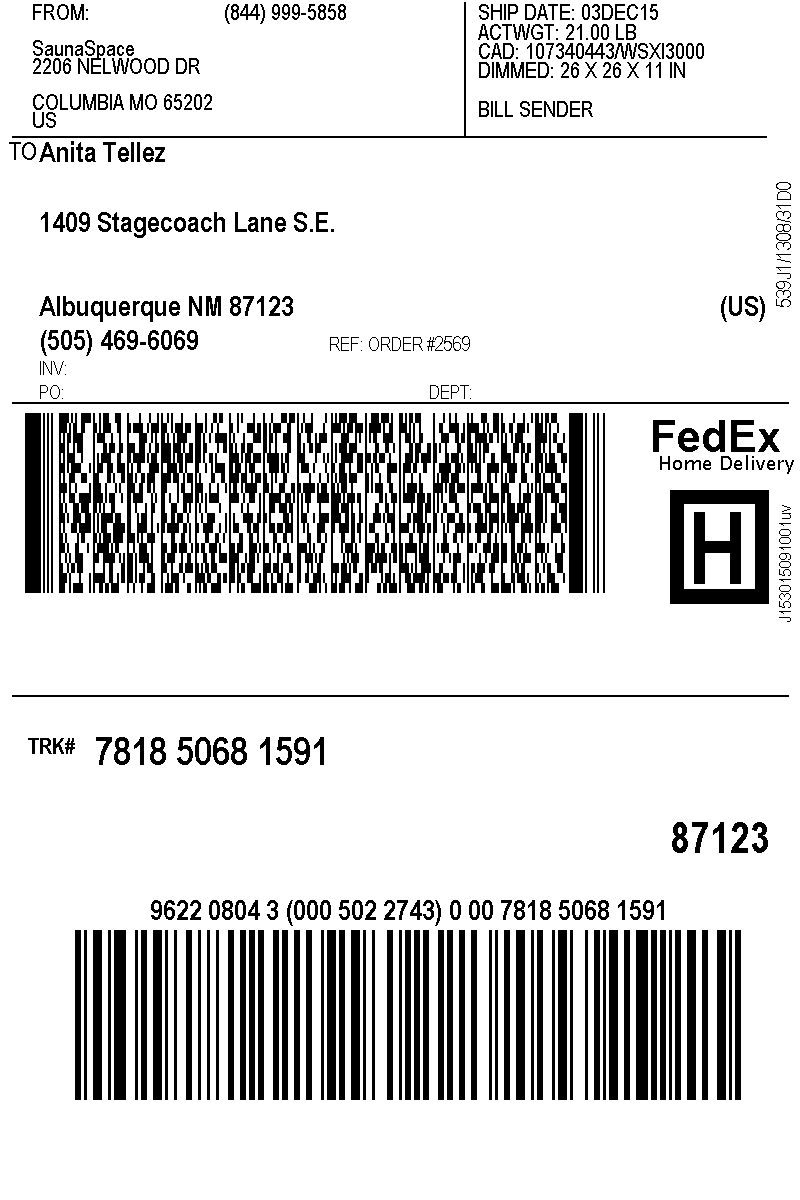 FROM: (844) 999-5858
SaunaSpace
2206 NELWOOD DR
COLUMBIA MO 65202
US
SHIP DATE: 03DEC15
ACTWGT: 21.00 LB
CAD: 107340443/WSXI3000
DIMMED: 26 X 26 X 11 IN
BILL SENDER
TO Anita Tellez
1409 Stagecoach Lane S.E.
Albuquerque NM 87123 (US)
(505) 469-6069 REF: ORDER #2569
INV:
PO: DEPT:
539J1/1308/31D0
FedEx
Home Delivery
H
J153015091001uv
TRK# 7818 5068 1591
87123
9622 0804 3 (000 502 2743) 0 00 7818 5068 1591